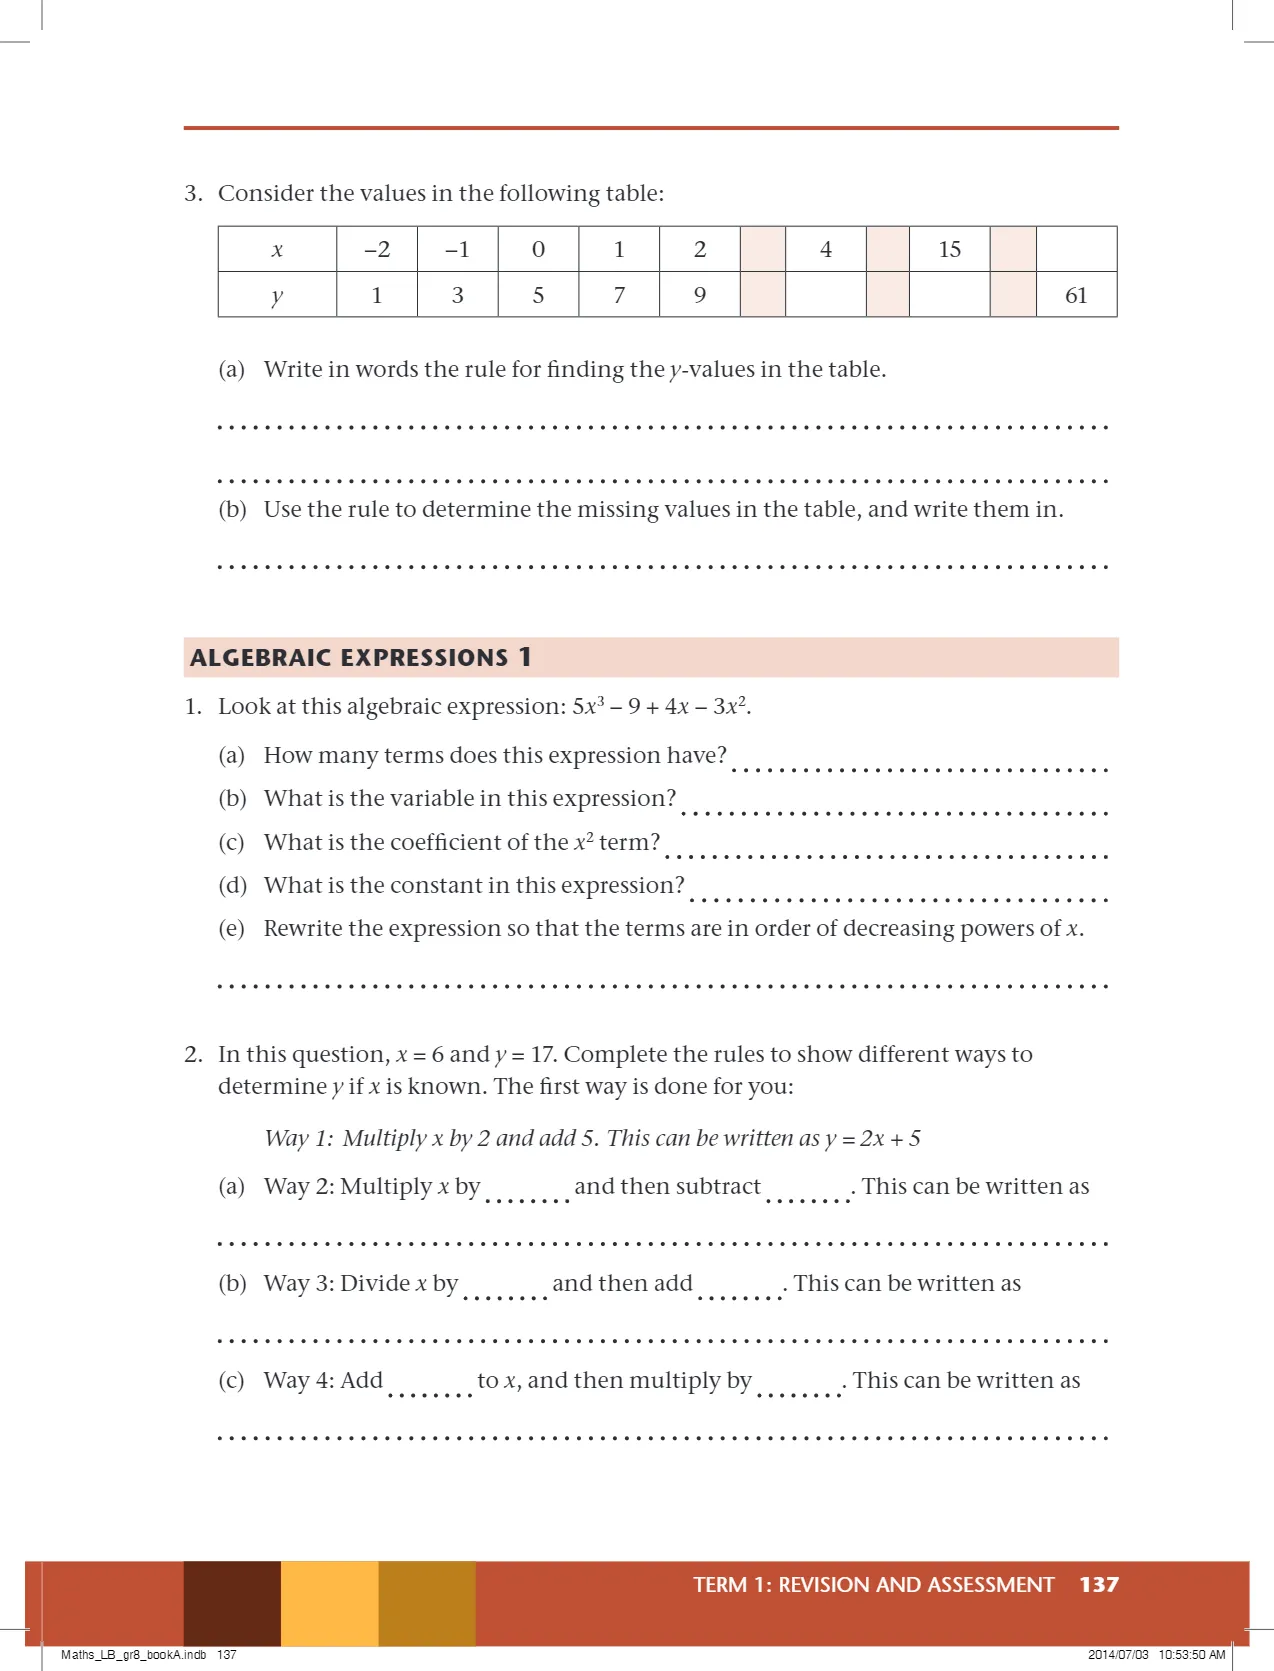 3. Consider the values in the following table:
x –2 –1 0 1 2 4 15
y 1 3 5 7 9 61
(a) Write in words the rule for finding the y-values in the table.
(b) Use the rule to determine the missing values in the table, and write them in.
ALGEBRAIC EXPRESSIONS 1
1. Look at this algebraic expression: 5x³ – 9 + 4x – 3x².
(a) How many terms does this expression have?
(b) What is the variable in this expression?
(c) What is the coefficient of the x² term?
(d) What is the constant in this expression?
(e) Rewrite the expression so that the terms are in order of decreasing powers of x.
2. In this question, x = 6 and y = 17. Complete the rules to show different ways to
determine y if x is known. The first way is done for you:
Way 1: Multiply x by 2 and add 5. This can be written as y = 2x + 5
(a) Way 2: Multiply x by ........ and then subtract ......... This can be written as
(b) Way 3: Divide x by ........ and then add ......... This can be written as
(c) Way 4: Add ........ to x, and then multiply by ......... This can be written as
TERM 1: REVISION AND ASSESSMENT 137
Maths_LB_gr8_bookA.indb 137 2014/07/03 10:53:50 AM